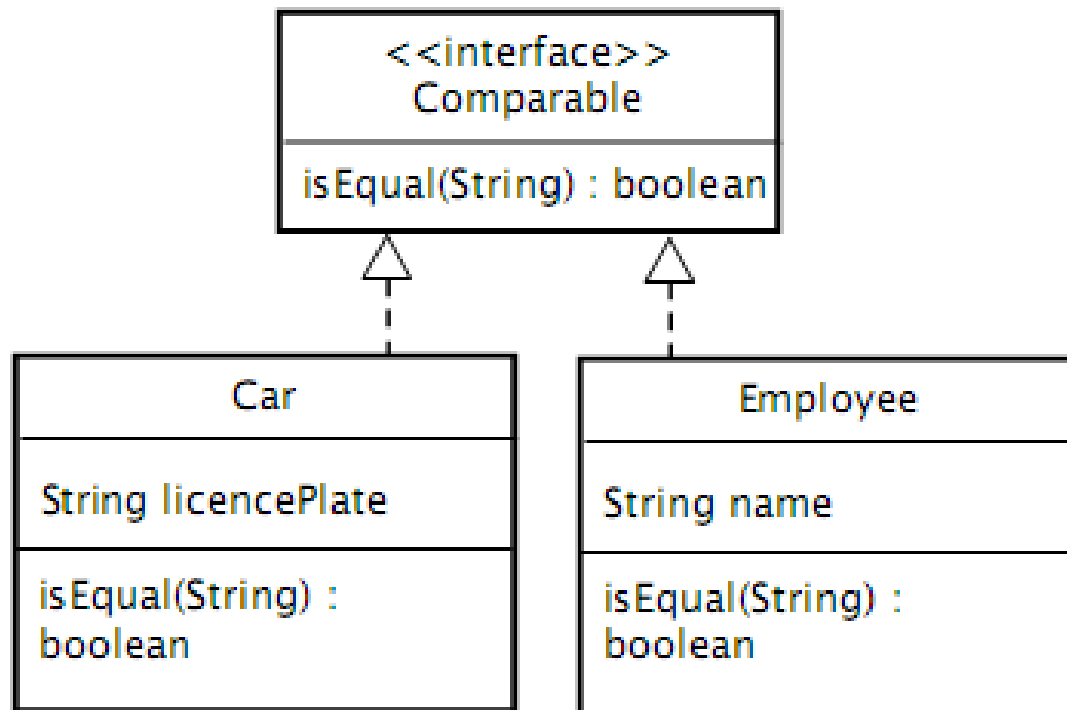 <<interface>>
Comparable
isEqual(String) : boolean
Car
String licencePlate
isEqual(String) :
boolean
Employee
String name
isEqual(String) :
boolean